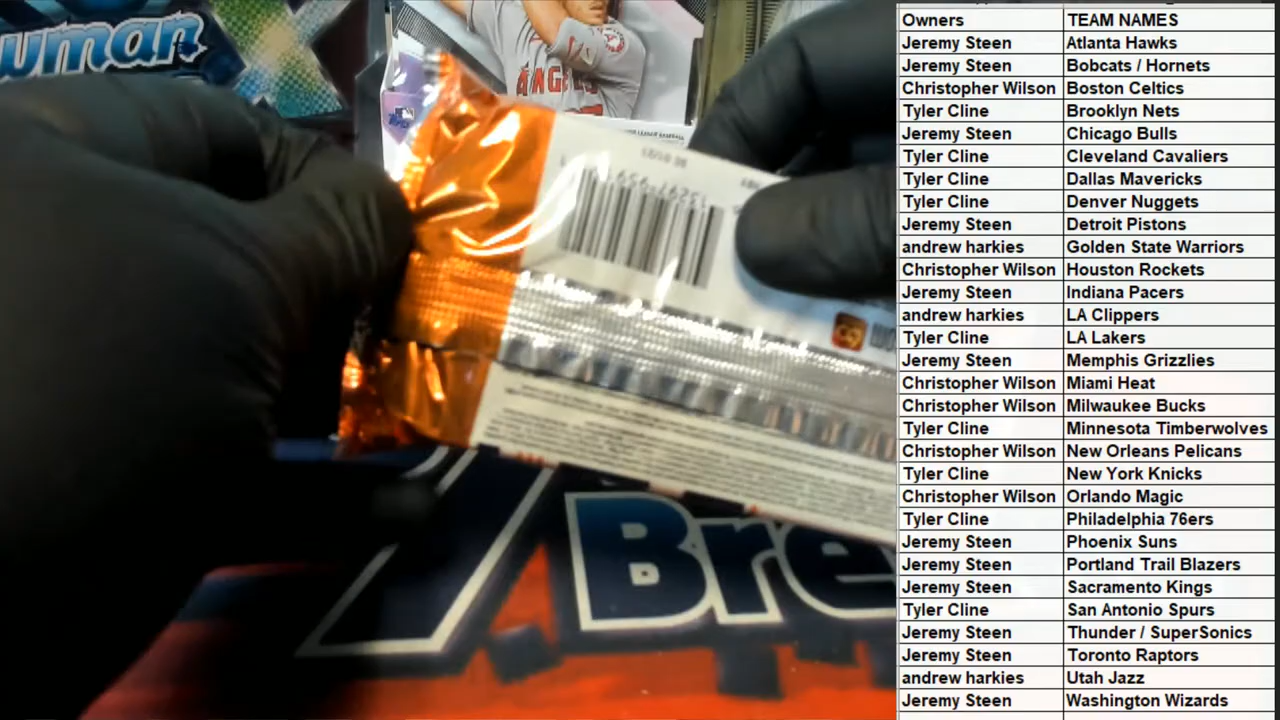 uman
ANGELS
Bre
Owners TEAM NAMES
Jeremy Steen Atlanta Hawks
Jeremy Steen Bobcats / Hornets
Christopher Wilson Boston Celtics
Tyler Cline Brooklyn Nets
Jeremy Steen Chicago Bulls
Tyler Cline Cleveland Cavaliers
Tyler Cline Dallas Mavericks
Tyler Cline Denver Nuggets
Jeremy Steen Detroit Pistons
andrew harkies Golden State Warriors
Christopher Wilson Houston Rockets
Jeremy Steen Indiana Pacers
andrew harkies LA Clippers
Tyler Cline LA Lakers
Jeremy Steen Memphis Grizzlies
Christopher Wilson Miami Heat
Christopher Wilson Milwaukee Bucks
Tyler Cline Minnesota Timberwolves
Christopher Wilson New Orleans Pelicans
Tyler Cline New York Knicks
Christopher Wilson Orlando Magic
Tyler Cline Philadelphia 76ers
Jeremy Steen Phoenix Suns
Jeremy Steen Portland Trail Blazers
Jeremy Steen Sacramento Kings
Tyler Cline San Antonio Spurs
Jeremy Steen Thunder / SuperSonics
Jeremy Steen Toronto Raptors
andrew harkies Utah Jazz
Jeremy Steen Washington Wizards